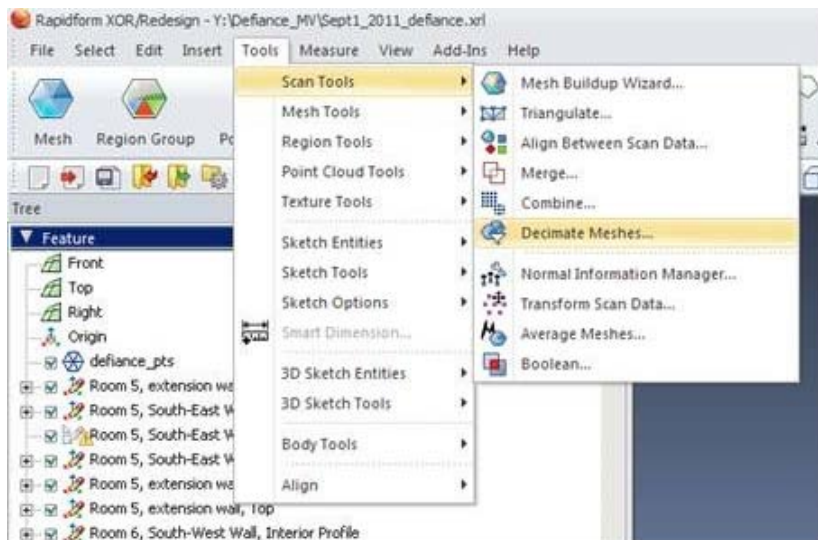 Rapidform XOR/Redesign - Y:\Defiance_MV\Sept1_2011_defiance.xrl
File Select Edit Insert Tools Measure View Add-Ins Help
Mesh Region Group
Tree
Feature
Front
Top
Right
Origin
defiance_pts
Room 5, extension
Room 5, South-East
Room 5, South-East
Room 5, South-East
Room 5, extension
Room 5, extension wall, Top
Room 6, South-West Wall, Interior Profile
Scan Tools
Mesh Tools
Region Tools
Point Cloud Tools
Texture Tools
Sketch Entities
Sketch Tools
Sketch Options
Smart Dimension...
3D Sketch Entities
3D Sketch Tools
Body Tools
Align
Mesh Buildup Wizard...
Triangulate...
Align Between Scan Data...
Merge...
Combine...
Decimate Meshes...
Normal Information Manager...
Transform Scan Data...
Average Meshes...
Boolean...